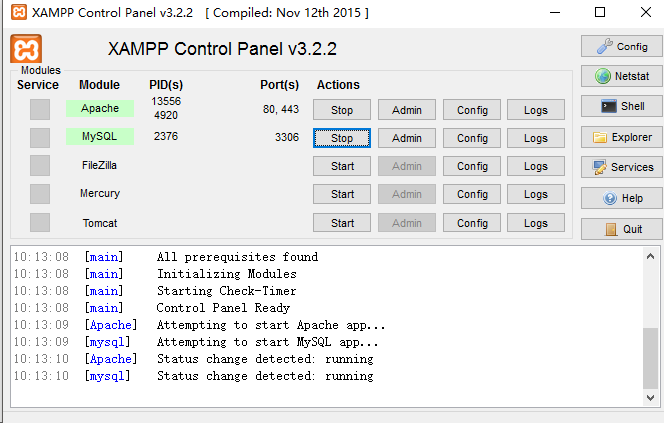 XAMPP Control Panel v3.2.2 [ Compiled: Nov 12th 2015 ]
XAMPP Control Panel v3.2.2
Config
Modules
Service Module PID(s) Port(s) Actions
Netstat
Apache 13556 4920 80, 443 Stop Admin Config Logs
Shell
MySQL 2376 3306 Stop Admin Config Logs
Explorer
FileZilla Start Admin Config Logs
Services
Mercury Start Admin Config Logs
Help
Tomcat Start Admin Config Logs
Quit
10:13:08 [main] All prerequisites found
10:13:08 [main] Initializing Modules
10:13:08 [main] Starting Check-Timer
10:13:08 [main] Control Panel Ready
10:13:09 [Apache] Attempting to start Apache app...
10:13:09 [mysql] Attempting to start MySQL app...
10:13:10 [Apache] Status change detected: running
10:13:10 [mysql] Status change detected: running